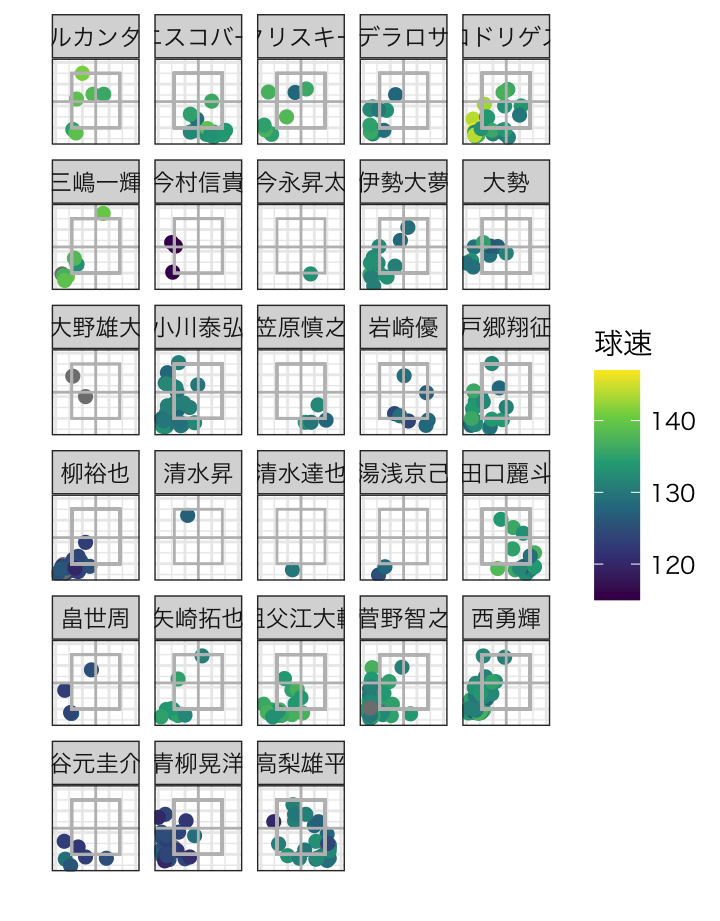 ルカンタ
エスコバー
クリスキー
デラロサ
ロドリゲス
三嶋一輝
今村信貴
今永昇太
伊勢大夢
大勢
大野雄大
小川泰弘
笠原慎之
岩崎優
戸郷翔征
柳裕也
清水昇
清水達也
湯浅京己
田口麗斗
畠世周
矢崎拓也
祖父江大輔
菅野智之
西勇輝
谷元圭介
青柳晃洋
高梨雄平
球速
140
130
120